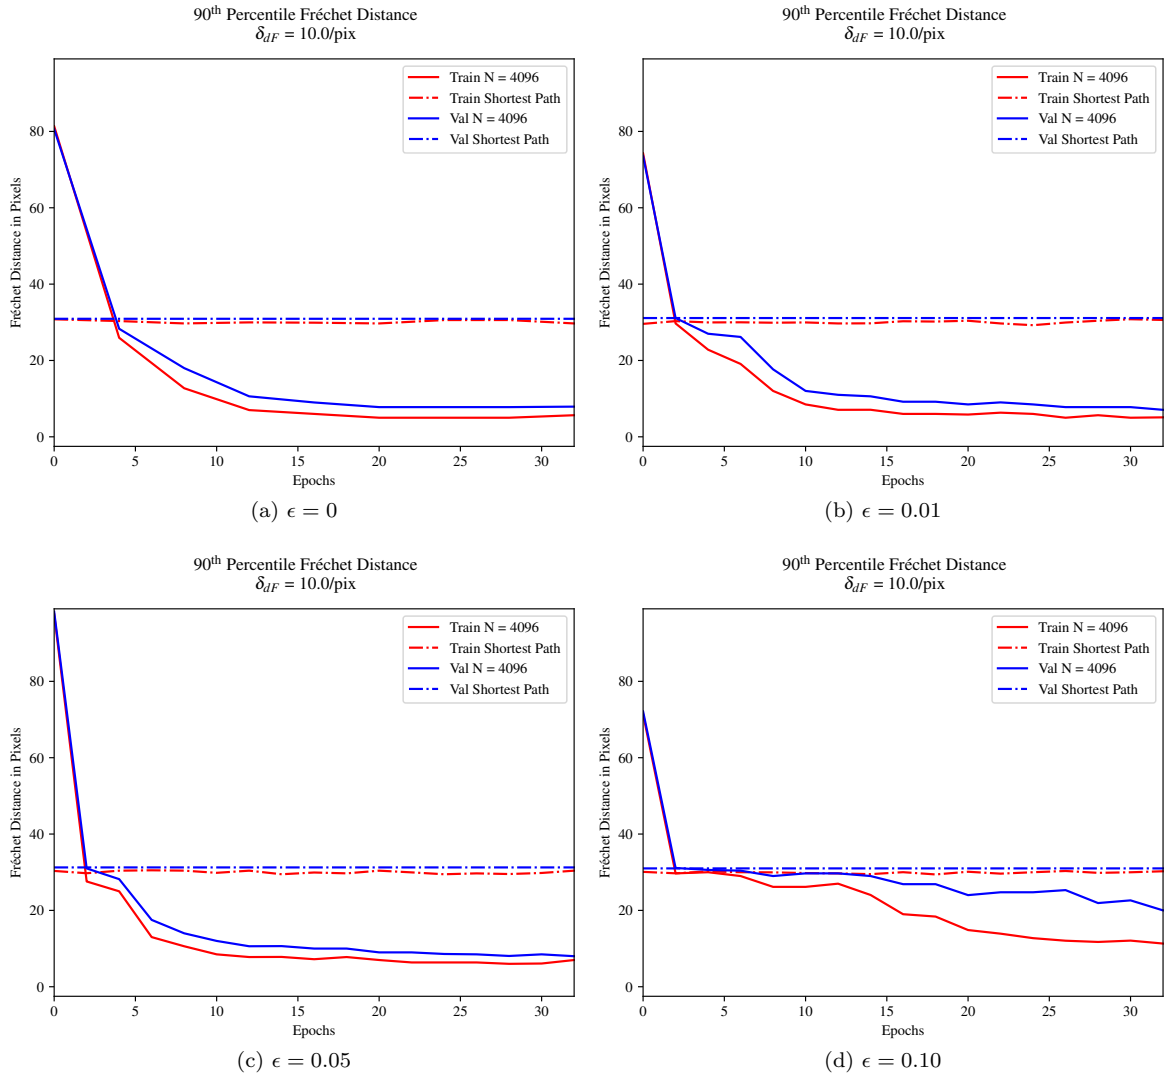 90th Percentile Fréchet Distance
δdF = 10.0/pix
Fréchet Distance in Pixels
80
60
40
20
0
Train N = 4096
Train Shortest Path
Val N = 4096
Val Shortest Path
0 5 10 15 20 25 30
Epochs
(a) ϵ = 0
90th Percentile Fréchet Distance
δdF = 10.0/pix
Fréchet Distance in Pixels
80
60
40
20
0
Train N = 4096
Train Shortest Path
Val N = 4096
Val Shortest Path
0 5 10 15 20 25 30
Epochs
(b) ϵ = 0.01
90th Percentile Fréchet Distance
δdF = 10.0/pix
Fréchet Distance in Pixels
80
60
40
20
0
Train N = 4096
Train Shortest Path
Val N = 4096
Val Shortest Path
0 5 10 15 20 25 30
Epochs
(c) ϵ = 0.05
90th Percentile Fréchet Distance
δdF = 10.0/pix
Fréchet Distance in Pixels
80
60
40
20
0
Train N = 4096
Train Shortest Path
Val N = 4096
Val Shortest Path
0 5 10 15 20 25 30
Epochs
(d) ϵ = 0.10